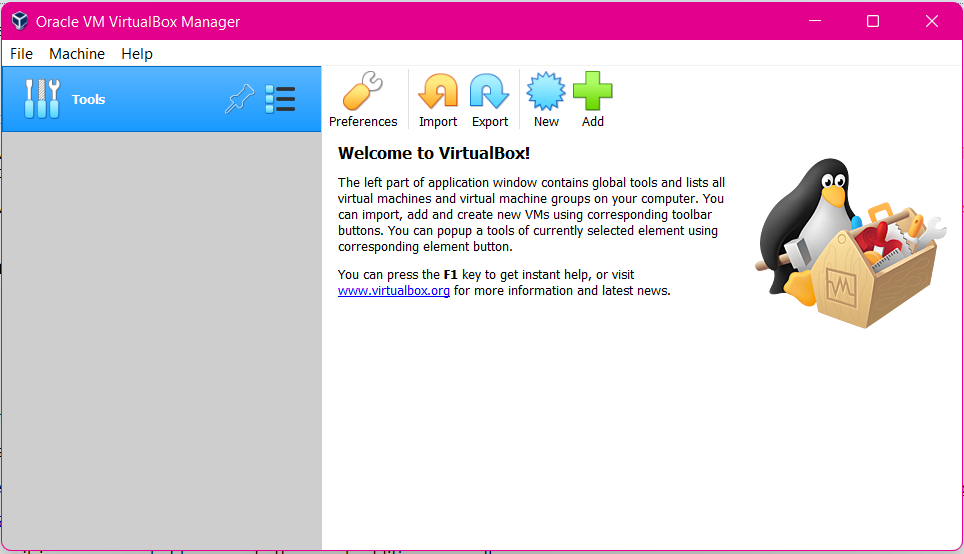 Oracle VM VirtualBox Manager
File Machine Help
Tools
Preferences Import Export New Add
Welcome to VirtualBox!
The left part of application window contains global tools and lists all
virtual machines and virtual machine groups on your computer. You
can import, add and create new VMs using corresponding toolbar
buttons. You can popup a tools of currently selected element using
corresponding element button.
You can press the F1 key to get instant help, or visit
www.virtualbox.org for more information and latest news.